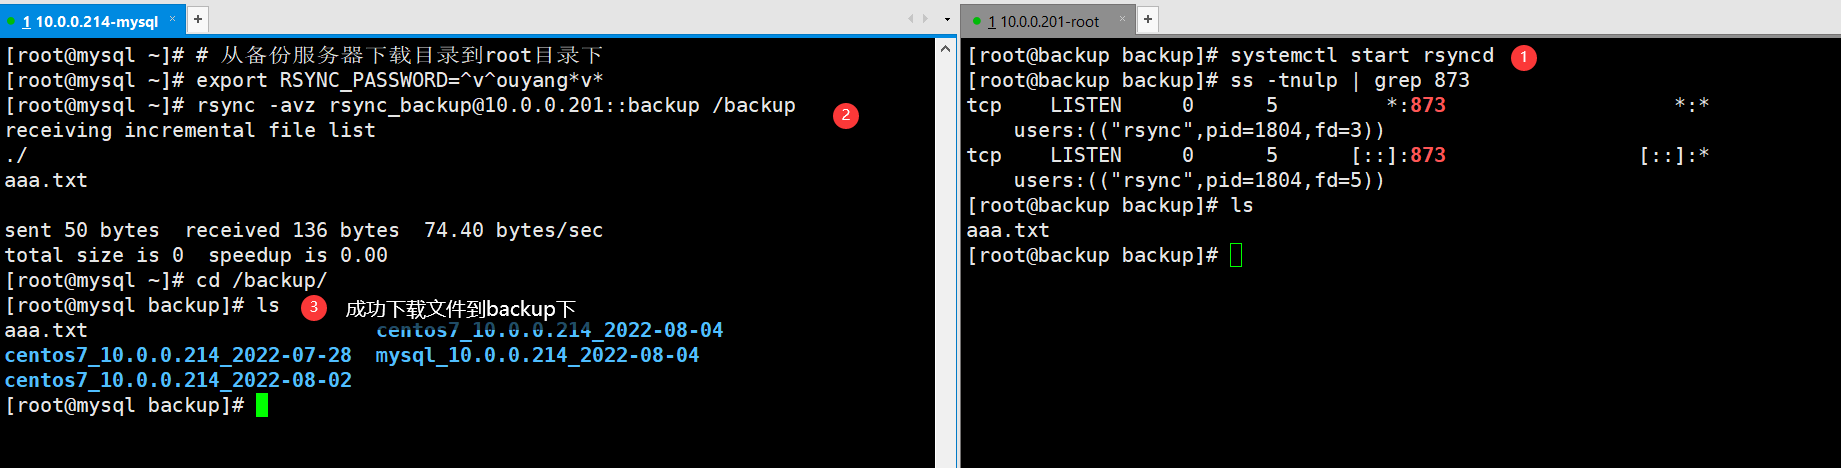 1 10.0.0.214-mysql × +
[root@mysql ~]# # 从备份服务器下载目录到root目录下
[root@mysql ~]# export RSYNC_PASSWORD=^v^ouyang*v*
[root@mysql ~]# rsync -avz rsync_backup@10.0.0.201::backup /backup
2
receiving incremental file list
./
aaa.txt
sent 50 bytes  received 136 bytes  74.40 bytes/sec
total size is 0  speedup is 0.00
[root@mysql ~]# cd /backup/
[root@mysql backup]# ls
3 成功下载文件到backup下
aaa.txt centos7_10.0.0.214_2022-08-04
centos7_10.0.0.214_2022-07-28 mysql_10.0.0.214_2022-08-04
centos7_10.0.0.214_2022-08-02
[root@mysql backup]#
1 10.0.0.201-root × +
[root@backup backup]# systemctl start rsyncd 1
[root@backup backup]# ss -tnulp | grep 873
tcp    LISTEN     0      5         *:873                   *:*
users:(("rsync",pid=1804,fd=3))
tcp    LISTEN     0      5      [::]:873                [::]:*
users:(("rsync",pid=1804,fd=5))
[root@backup backup]# ls
aaa.txt
[root@backup backup]#